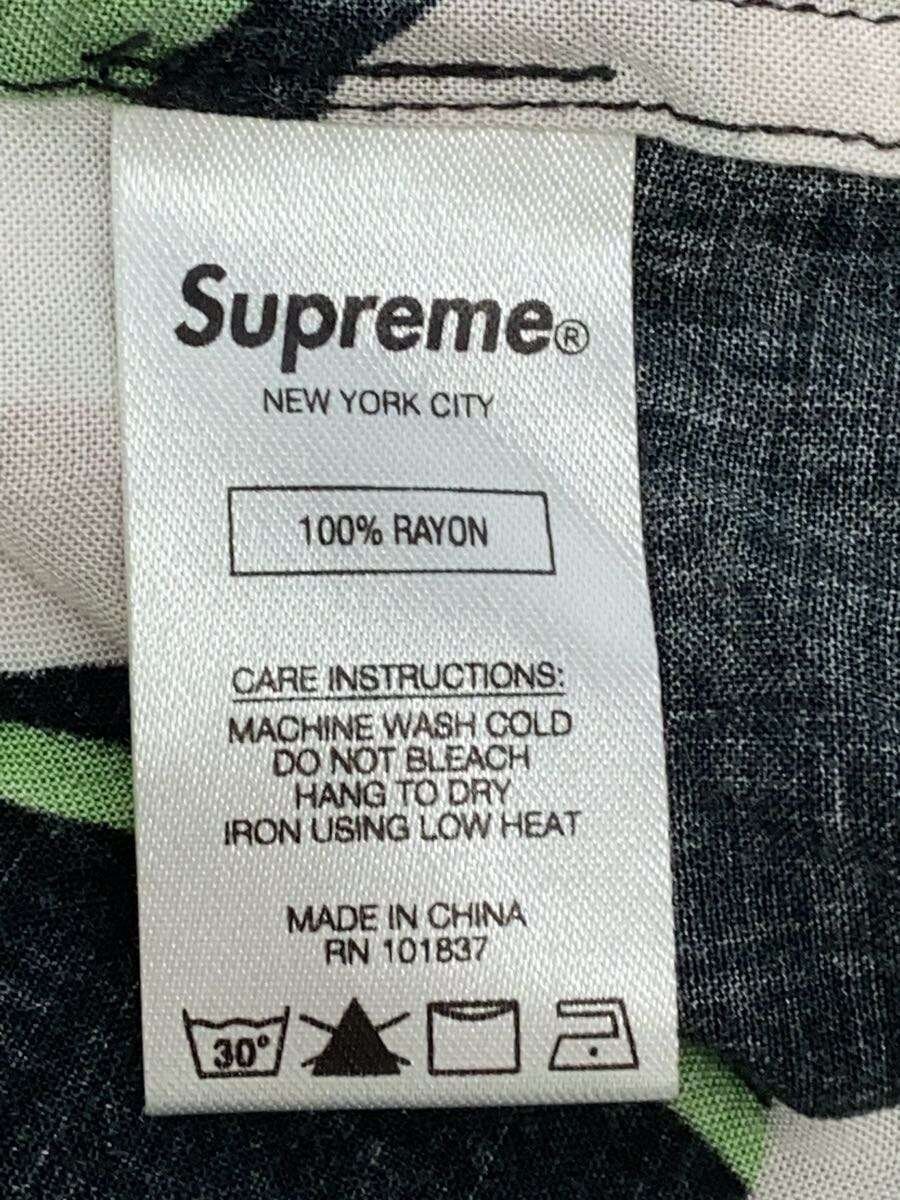 Supreme®
NEW YORK CITY
100% RAYON
CARE INSTRUCTIONS:
MACHINE WASH COLD
DO NOT BLEACH
HANG TO DRY
IRON USING LOW HEAT
MADE IN CHINA
RN 101837
30°